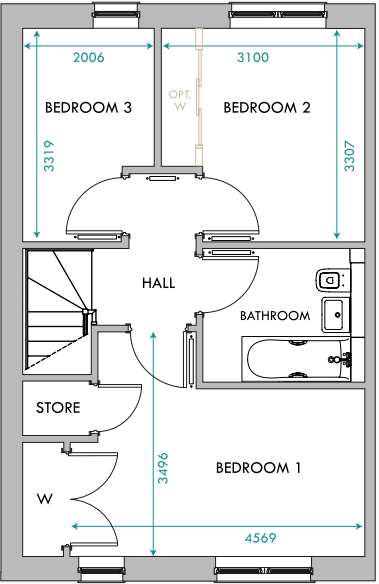 2006
3100
OPT.
W
BEDROOM 3
BEDROOM 2
3319
3307
HALL
BATHROOM
STORE
3496
BEDROOM 1
W
4569